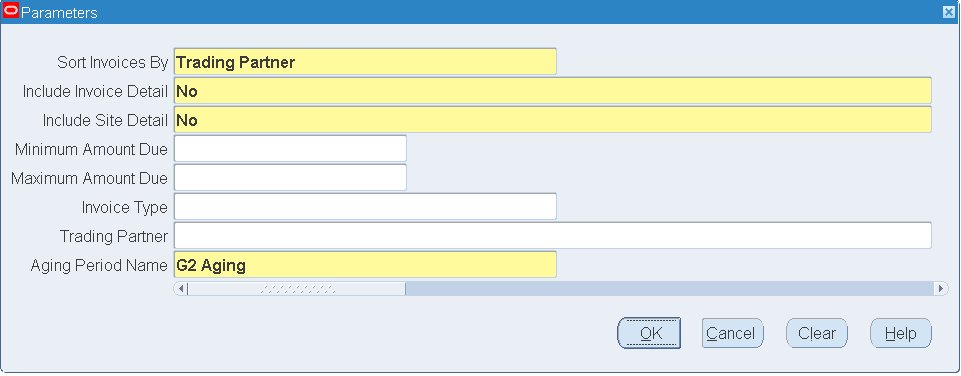 Parameters
Sort Invoices By Trading Partner
Include Invoice Detail No
Include Site Detail No
Minimum Amount Due
Maximum Amount Due
Invoice Type
Trading Partner
Aging Period Name G2 Aging
OK Cancel Clear Help